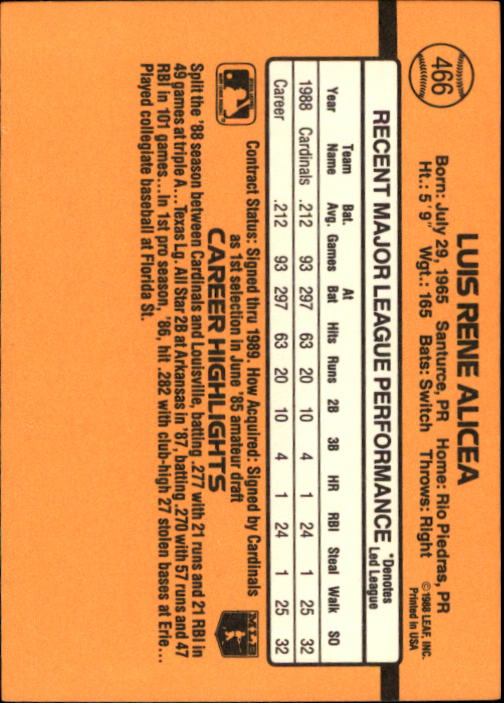 466
LUIS RENE ALICEA
Born: July 29, 1965 Santurce, PR Home: Rio Piedras, PR
Ht.: 5'9" Wgt.: 165 Bats: Switch Throws: Right
©1988 LEAF, INC.
Printed in USA
RECENT MAJOR LEAGUE PERFORMANCE *Denotes Led League
Year Team Name Bat. Avg. Games At Bat Hits Runs 2B 3B HR RBI Steal Walk SO
1988 Cardinals .212 93 297 63 20 10 4 1 24 1 25 32
Career .212 93 297 63 20 10 4 1 24 1 25 32
Contract Status: Signed thru 1989. How Acquired: Signed by Cardinals
as 1st selection in June '85 amateur draft
MLB
CAREER HIGHLIGHTS
Split the '88 season between Cardinals and Louisville, batting .277 with 21 runs and 21 RBI in
49 games at triple A...Texas Lg. All Star 2B at Arkansas in '87, batting .270 with 57 runs and 47
RBI in 101 games...In 1st pro season, '86, hit .282 with club-high 27 stolen bases at Erie...
Played collegiate baseball at Florida St.